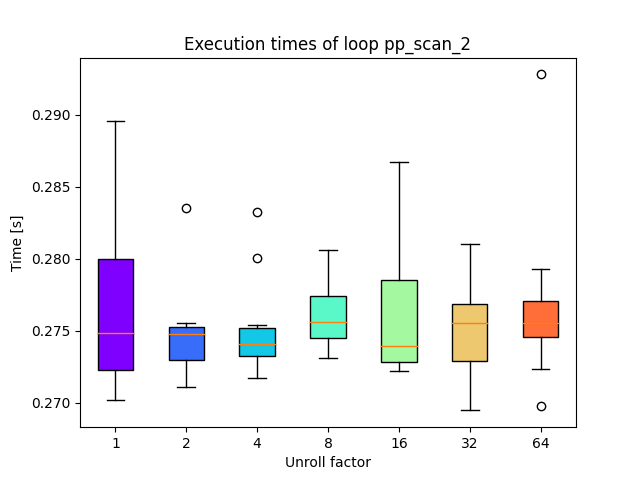 Execution times of loop pp_scan_2
0.290
0.285
0.280
0.275
0.270
Time [s]
1 2 4 8 16 32 64
Unroll factor